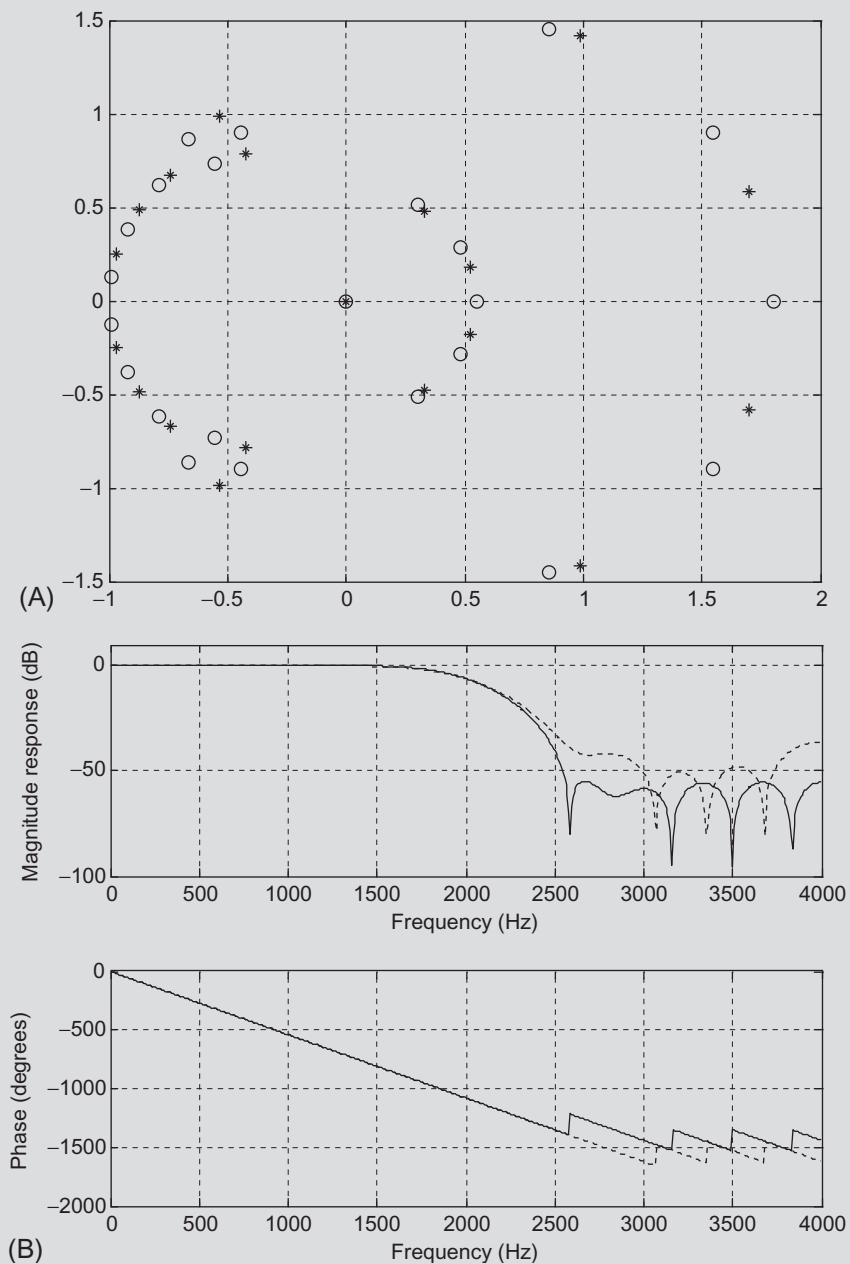 1.5
1
0.5
0
–0.5
–1
–1.5
(A)
–1 –0.5 0 0.5 1 1.5 2
Magnitude response (dB)
0
–50
–100
0 500 1000 1500 2000 2500 3000 3500 4000
Frequency (Hz)
Phase (degrees)
0
–500
–1000
–1500
–2000
0 500 1000 1500 2000 2500 3000 3500 4000
(B)
Frequency (Hz)